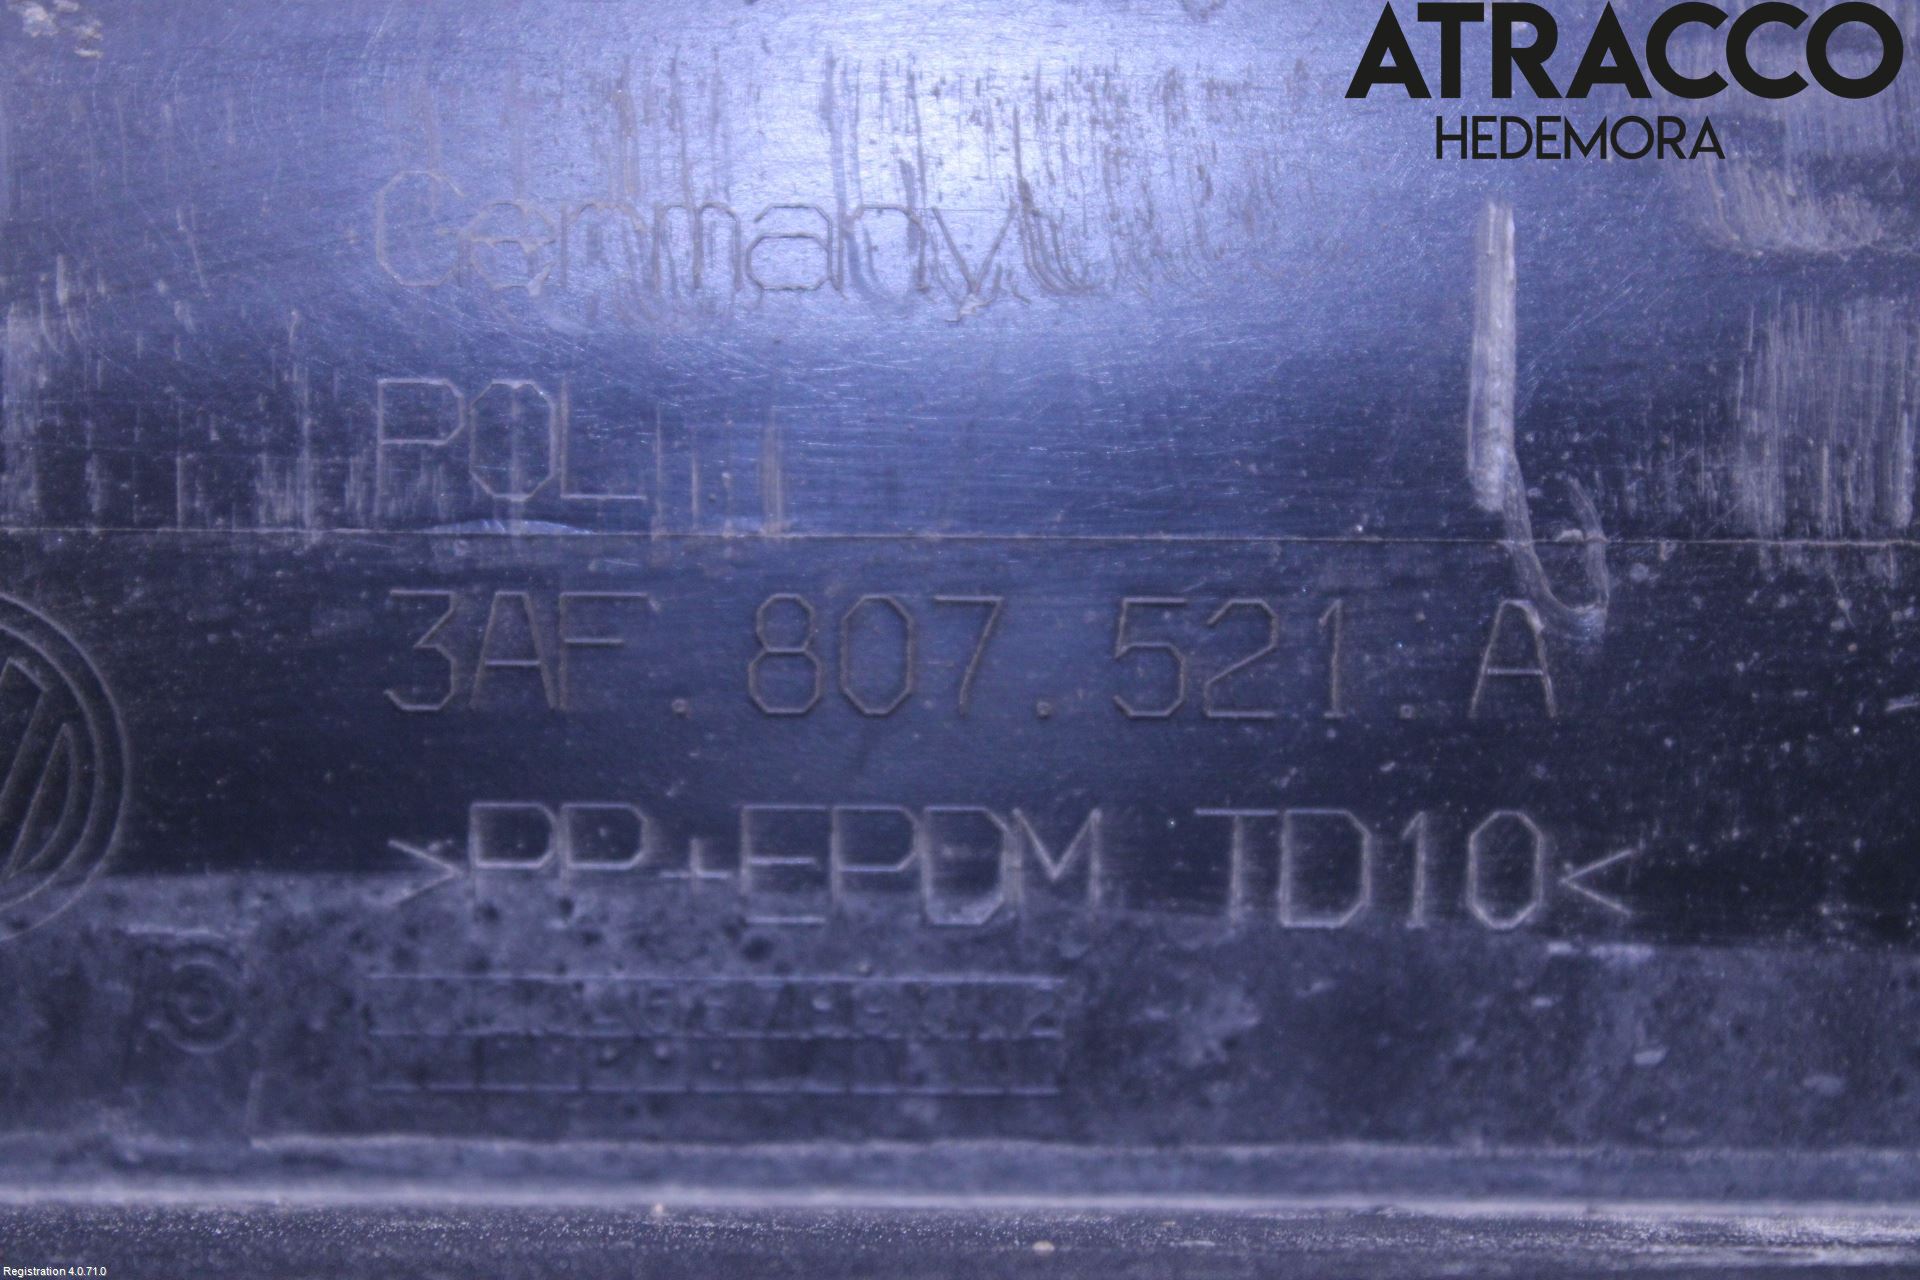 ATRACCO
HEDEMORA
Germany
POL
3AF.807.521.A
>PP+EPDM TD10<
Registration 4.0.71.0